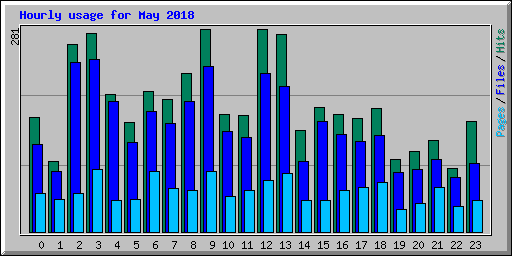 Hourly usage for May 2018
281
Pages / Files / Hits
0 1 2 3 4 5 6 7 8 9 10 11 12 13 14 15 16 17 18 19 20 21 22 23